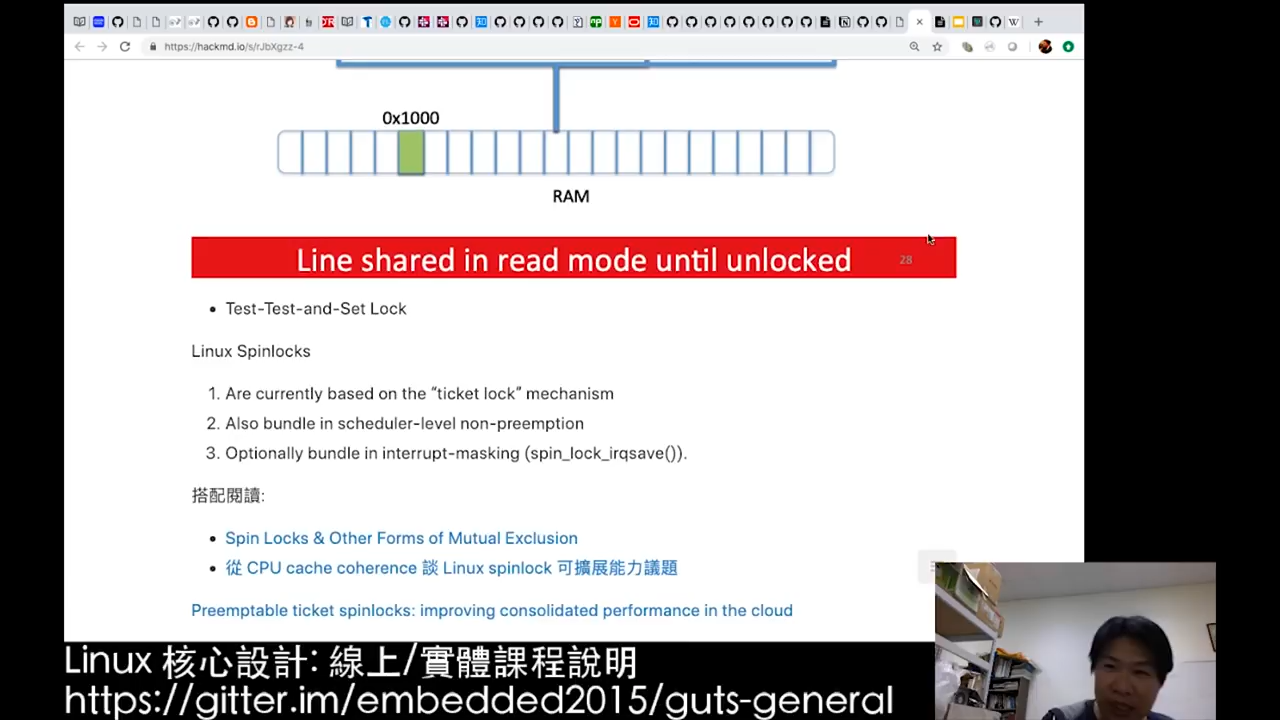 https://hackmd.io/s/rJbXgzz-4
0x1000
RAM
Line shared in read mode until unlocked
28
• Test-Test-and-Set Lock
Linux Spinlocks
1. Are currently based on the “ticket lock” mechanism
2. Also bundle in scheduler-level non-preemption
3. Optionally bundle in interrupt-masking (spin_lock_irqsave()).
搭配閱讀:
• Spin Locks & Other Forms of Mutual Exclusion
• 從 CPU cache coherence 談 Linux spinlock 可擴展能力議題
Preemptable ticket spinlocks: improving consolidated performance in the cloud
Linux 核心設計: 線上/實體課程說明
https://gitter.im/embedded2015/guts-general